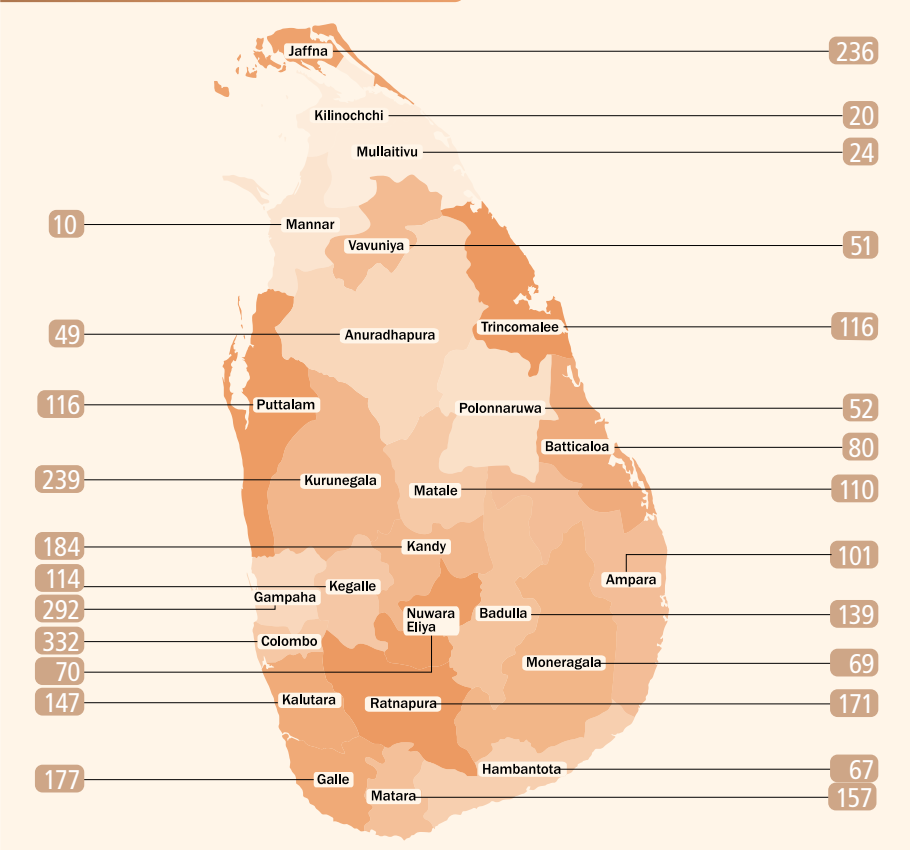 Jaffna 236
Kilinochchi 20
Mullaitivu 24
10 Mannar
Vavuniya 51
Trincomalee 116
49 Anuradhapura
116 Puttalam
Polonnaruwa 52
Batticaloa 80
239 Kurunegala
Matale 110
184 Kandy
Ampara 101
114 Kegalle
292 Gampaha
Nuwara
Eliya
Badulla 139
332 Colombo
70
Moneragala 69
147 Kalutara
Ratnapura 171
177 Galle
Hambantota 67
Matara 157